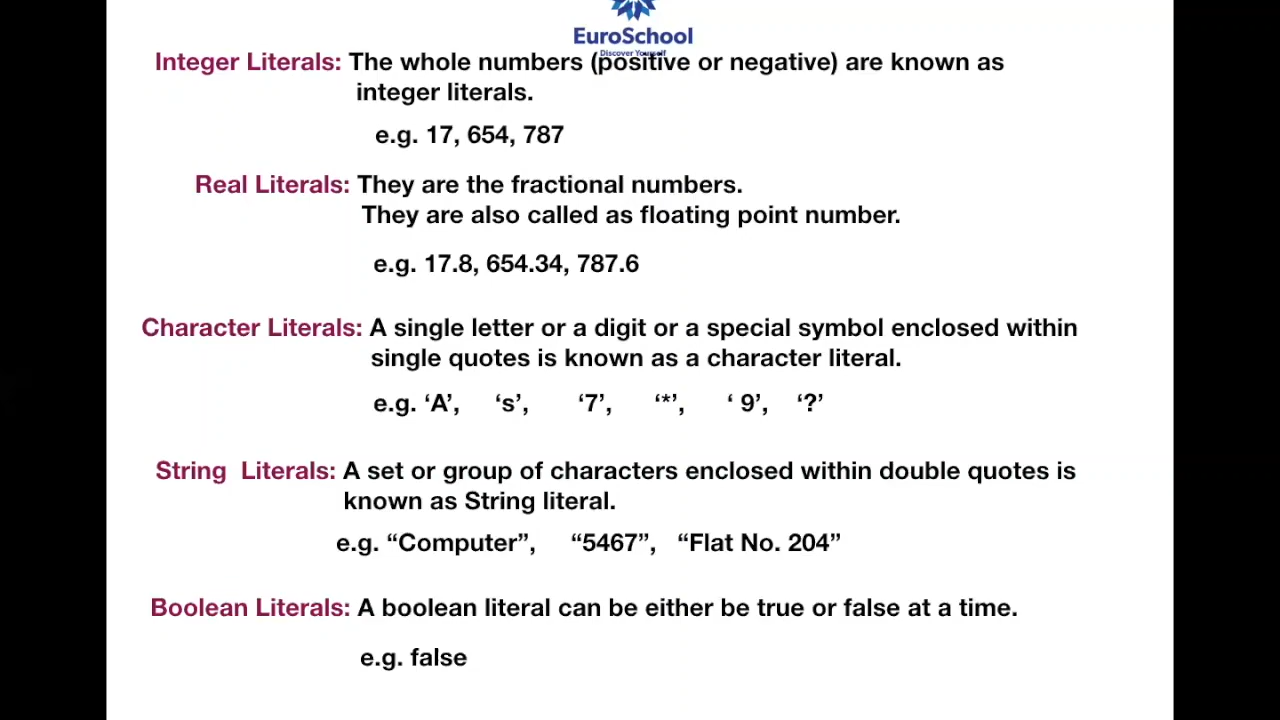 EuroSchool
Discover Yourself
Integer Literals: The whole numbers (positive or negative) are known as
integer literals.
e.g. 17, 654, 787
Real Literals: They are the fractional numbers.
They are also called as floating point number.
e.g. 17.8, 654.34, 787.6
Character Literals: A single letter or a digit or a special symbol enclosed within
single quotes is known as a character literal.
e.g. ‘A’, ‘s’, ‘7’, ‘*’, ‘ 9’, ‘?’
String Literals: A set or group of characters enclosed within double quotes is
known as String literal.
e.g. “Computer”, “5467”, “Flat No. 204”
Boolean Literals: A boolean literal can be either be true or false at a time.
e.g. false